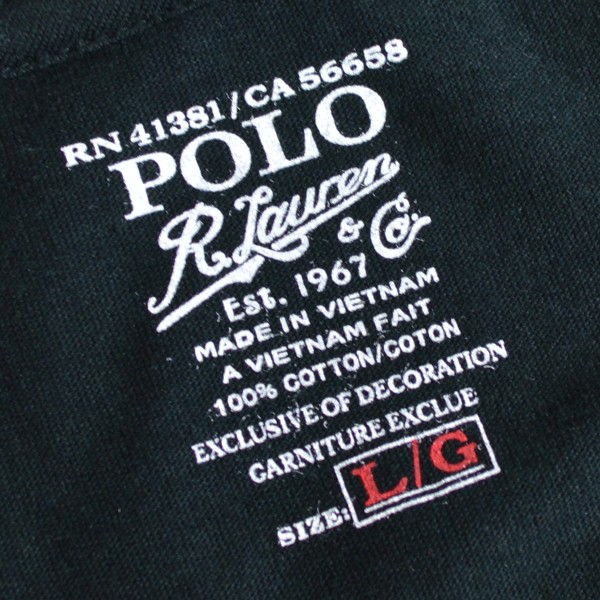 RN 41381/CA 56658
POLO
R. Lauren
& Co.
Est. 1967
MADE IN VIETNAM
A VIETNAM FAIT
100% COTTON/COTON
EXCLUSIVE OF DECORATION
GARNITURE EXCLUE
SIZE: L/G